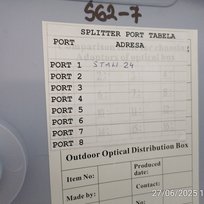 SG2-7
SPLITTER PORT TABELA
PORT ADRESA
PORT 1 STAN 24
PORT 2
PORT 3
PORT 4
PORT 5
PORT 6
PORT 7
PORT 8
Outdoor Optical Distribution Box
Item No: Produced date:
Made by: Contact:
No:
27/06/2025 1